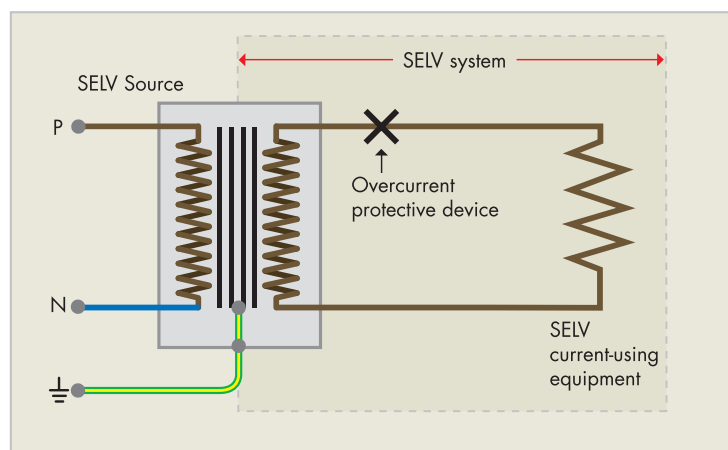 SELV system
SELV Source
P
Overcurrent
protective device
N
SELV
current-using
equipment